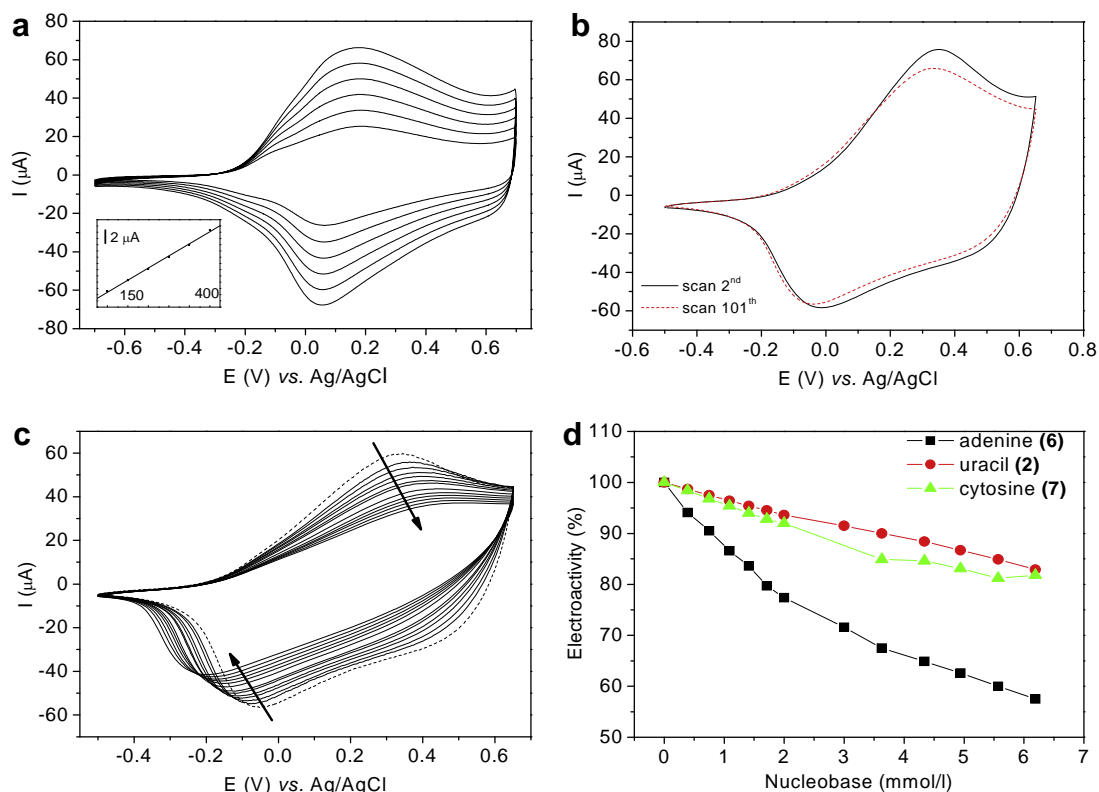 a
80
60
40
20
0
-20
-40
-60
-80
I (μA)
-0.6 -0.4 -0.2 0.0 0.2 0.4 0.6
E (V) vs. Ag/AgCl
2 μA
150 400
b
80
60
40
20
0
-20
-40
-60
I (μA)
scan 2nd
scan 101th
-0.6 -0.4 -0.2 0.0 0.2 0.4 0.6 0.8
E (V) vs. Ag/AgCl
c
60
40
20
0
-20
-40
-60
I (μA)
-0.4 -0.2 0.0 0.2 0.4 0.6
E (V) vs. Ag/AgCl
d
110
100
90
80
70
60
50
Electroactivity (%)
adenine (6)
uracil (2)
cytosine (7)
0 1 2 3 4 5 6 7
Nucleobase (mmol/l)